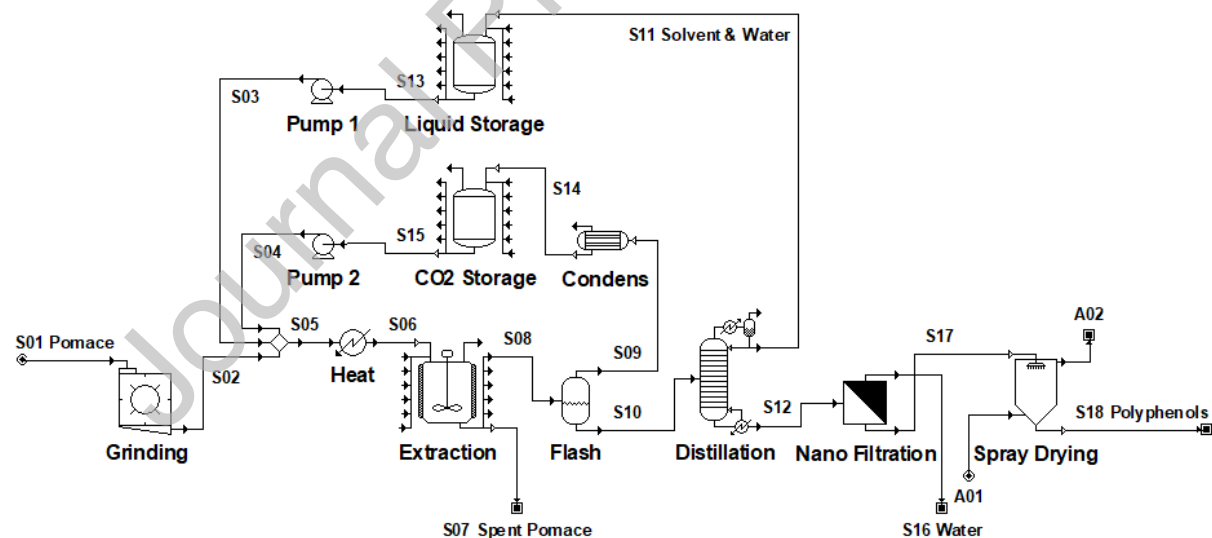 S11 Solvent & Water
S03
S13
Pump 1
Liquid Storage
S14
S04
S15
Pump 2
CO2 Storage
Condens
S01 Pomace
S02
S05
S06
S08
S09
S10
S12
S17
A02
Heat
S18 Polyphenols
Grinding
Extraction
Flash
Distillation
Nano Filtration
Spray Drying
A01
S07 Spent Pomace
S16 Water
Journal